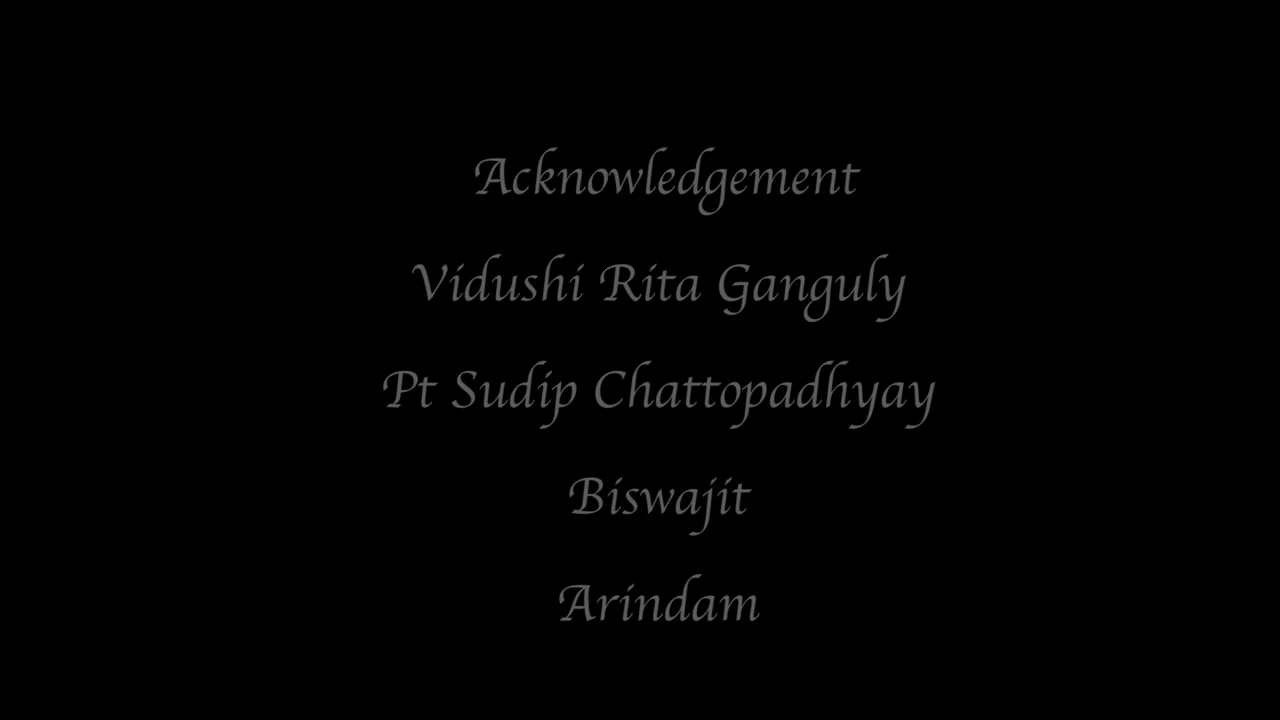 Acknowledgement
Vidushi Rita Ganguly
Pt Sudip Chattopadhyay
Biswajit
Arindam